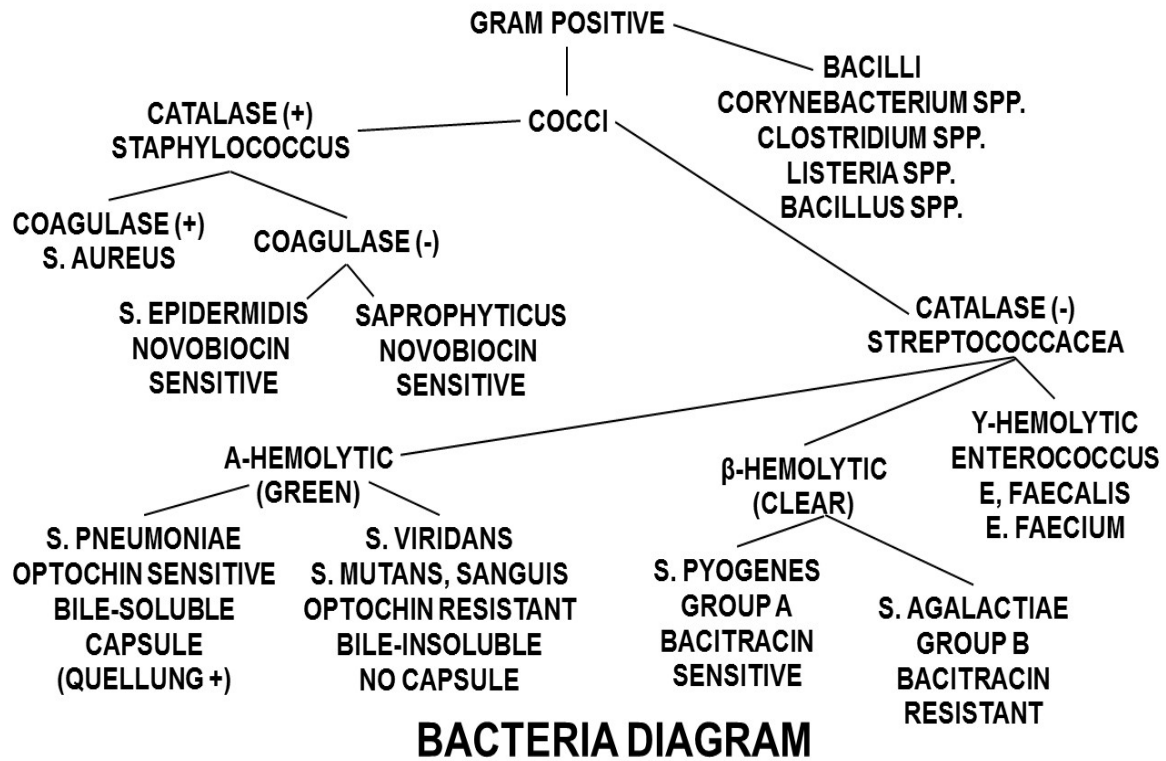 GRAM POSITIVE
BACILLI
CORYNEBACTERIUM SPP.
CLOSTRIDIUM SPP.
LISTERIA SPP.
BACILLUS SPP.
COCCI
CATALASE (+)
STAPHYLOCOCCUS
COAGULASE (+)
S. AUREUS
COAGULASE (-)
S. EPIDERMIDIS
NOVOBIOCIN
SENSITIVE
SAPROPHYTICUS
NOVOBIOCIN
SENSITIVE
CATALASE (-)
STREPTOCOCCACEA
A-HEMOLYTIC
(GREEN)
S. PNEUMONIAE
OPTOCHIN SENSITIVE
BILE-SOLUBLE
CAPSULE
(QUELLUNG +)
S. VIRIDANS
S. MUTANS, SANGUIS
OPTOCHIN RESISTANT
BILE-INSOLUBLE
NO CAPSULE
β-HEMOLYTIC
(CLEAR)
S. PYOGENES
GROUP A
BACITRACIN
SENSITIVE
S. AGALACTIAE
GROUP B
BACITRACIN
RESISTANT
Y-HEMOLYTIC
ENTEROCOCCUS
E, FAECALIS
E. FAECIUM
BACTERIA DIAGRAM